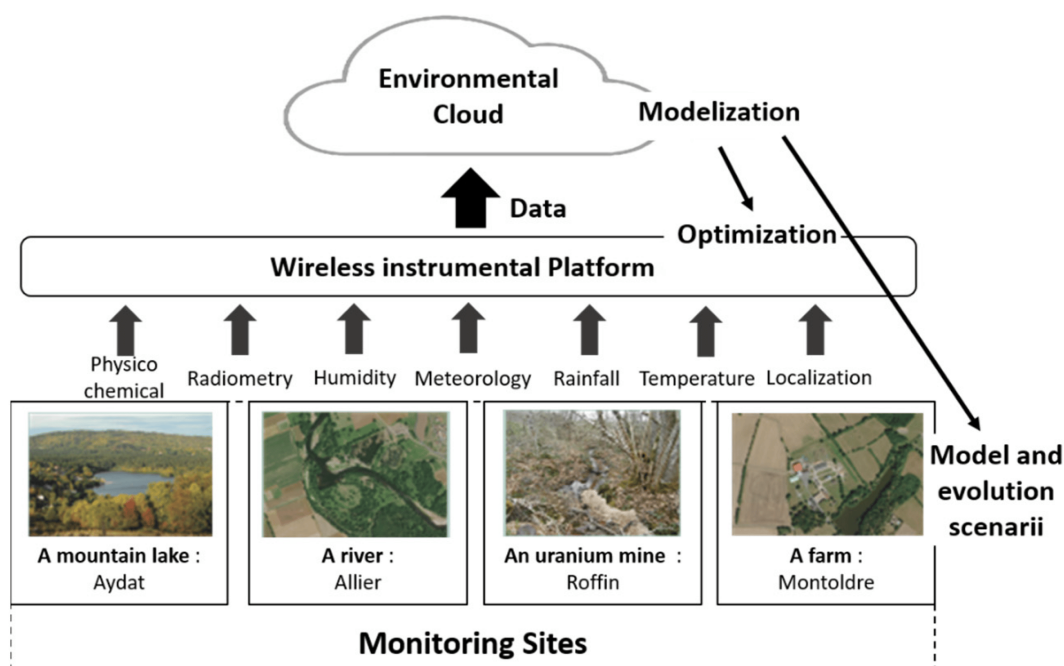 Environmental
Cloud
Modelization
Data
Optimization
Wireless instrumental Platform
Physico
chemical
Radiometry
Humidity
Meteorology
Rainfall
Temperature
Localization
A mountain lake :
Aydat
A river :
Allier
An uranium mine :
Roffin
A farm :
Montoldre
Model and
evolution
scenarii
Monitoring Sites